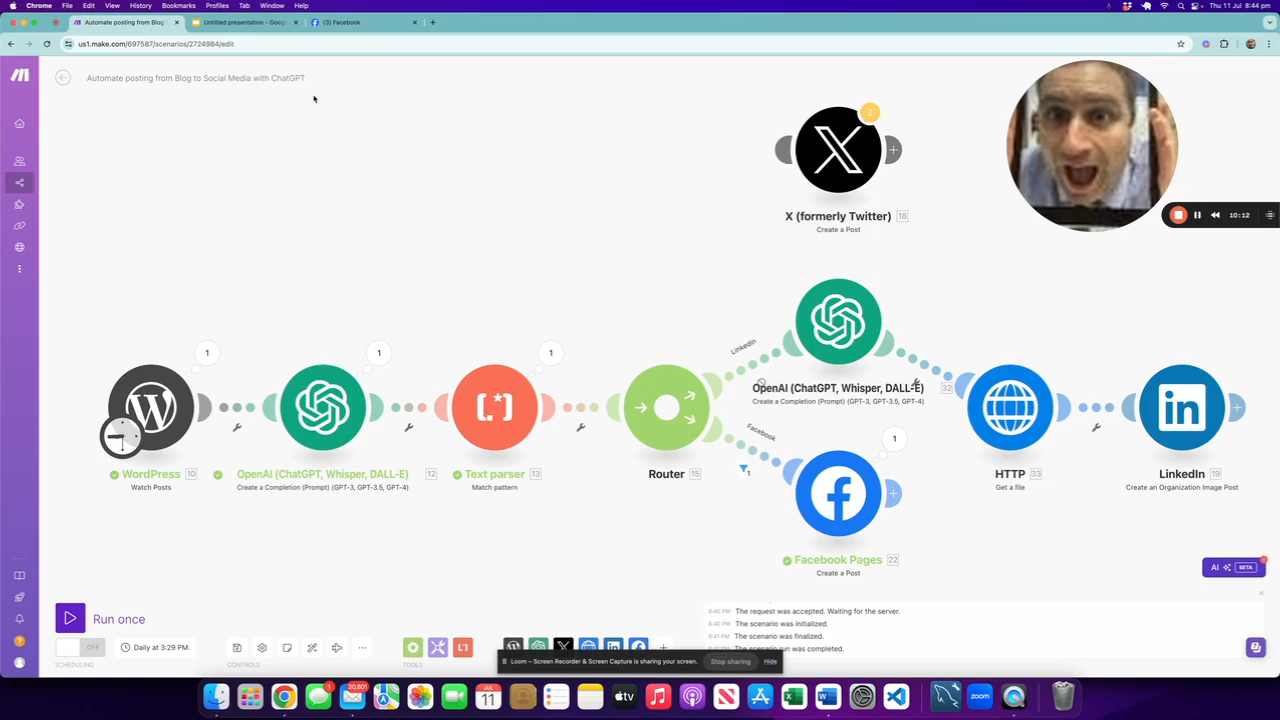 Chrome File Edit View History Bookmarks Profiles Tab Window Help
Thu 11 Jul 8:44 pm
Automate posting from Blog
Untitled presentation - Goog
(3) Facebook
us1.make.com/697587/scenarios/2724984/edit
Automate posting from Blog to Social Media with ChatGPT
2
X (formerly Twitter) 18
Create a Post
10:12
LinkedIn
OpenAI (ChatGPT, Whisper, DALL-E) 32
Create a Completion (Prompt) (GPT-3, GPT-3.5, GPT-4)
1
1
1
[.*]
in
WordPress 10
Watch Posts
OpenAI (ChatGPT, Whisper, DALL-E) 12
Create a Completion (Prompt) (GPT-3, GPT-3.5, GPT-4)
Text parser 13
Match pattern
Router 15
Facebook
1
1
HTTP 33
Get a file
LinkedIn 19
Create an Organization Image Post
Facebook Pages 22
Create a Post
AI BETA
Run once
8:40 PM The request was accepted. Waiting for the server.
8:40 PM The scenario was initialized.
8:41 PM The scenario was finalized.
The scenario run was completed.
OFF
Daily at 3:29 PM.
SCHEDULING
CONTROLS
TOOLS
Loom – Screen Recorder & Screen Capture is sharing your screen.
Stop sharing
Hide
1
30,801
JUL
11
tv
zoom